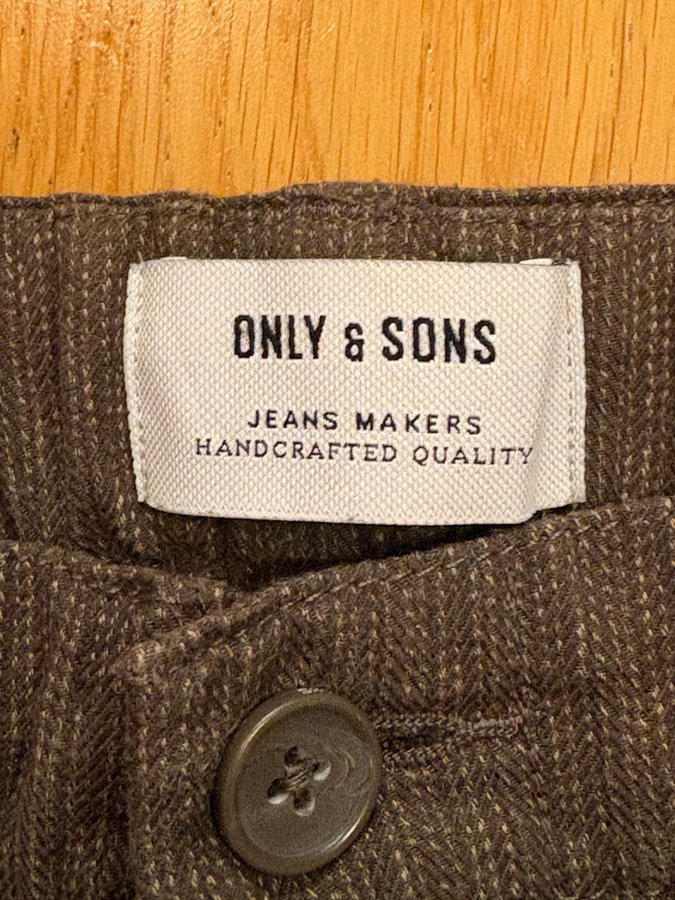 ONLY & SONS
JEANS MAKERS
HANDCRAFTED QUALITY